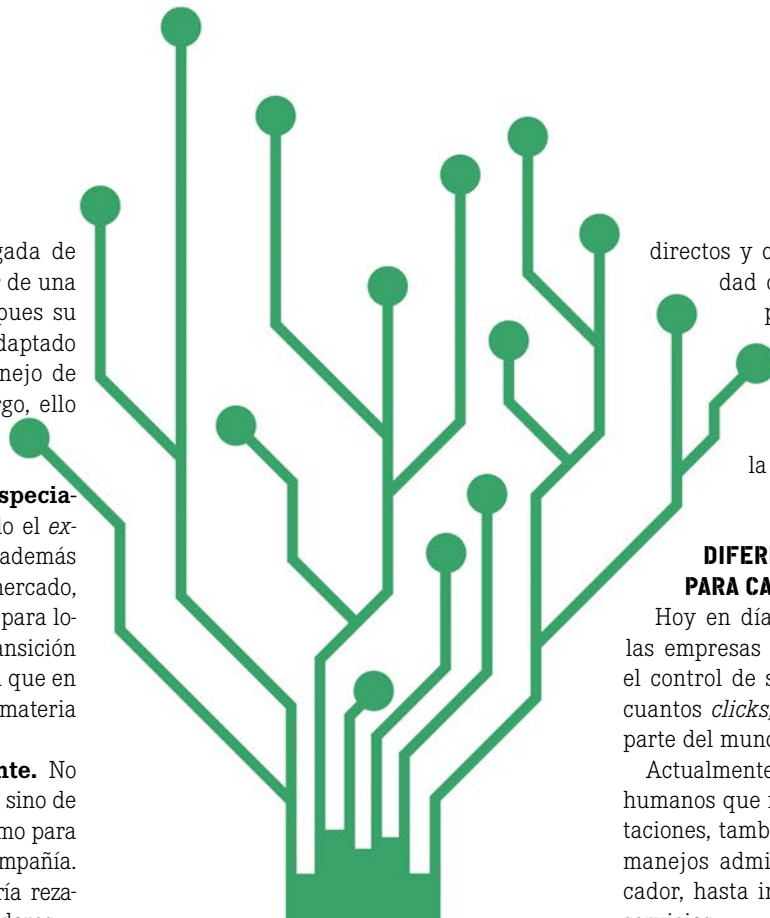 gada de
de una
pues su
daptado
nejo de
rgo, ello
specia-
do el ex-
además
mercado,
para lo-
ansición
que en
materia
nte. No
sino de
mo para
mpañía.
ría reza-
directos y
dad
la
DIFER
PARA CA
Hoy en día
las empresas
el control de s
cuantos clicks,
parte del mundo
Actualmente
humanos que
taciones, tamb
manejos admi
cador, hasta in